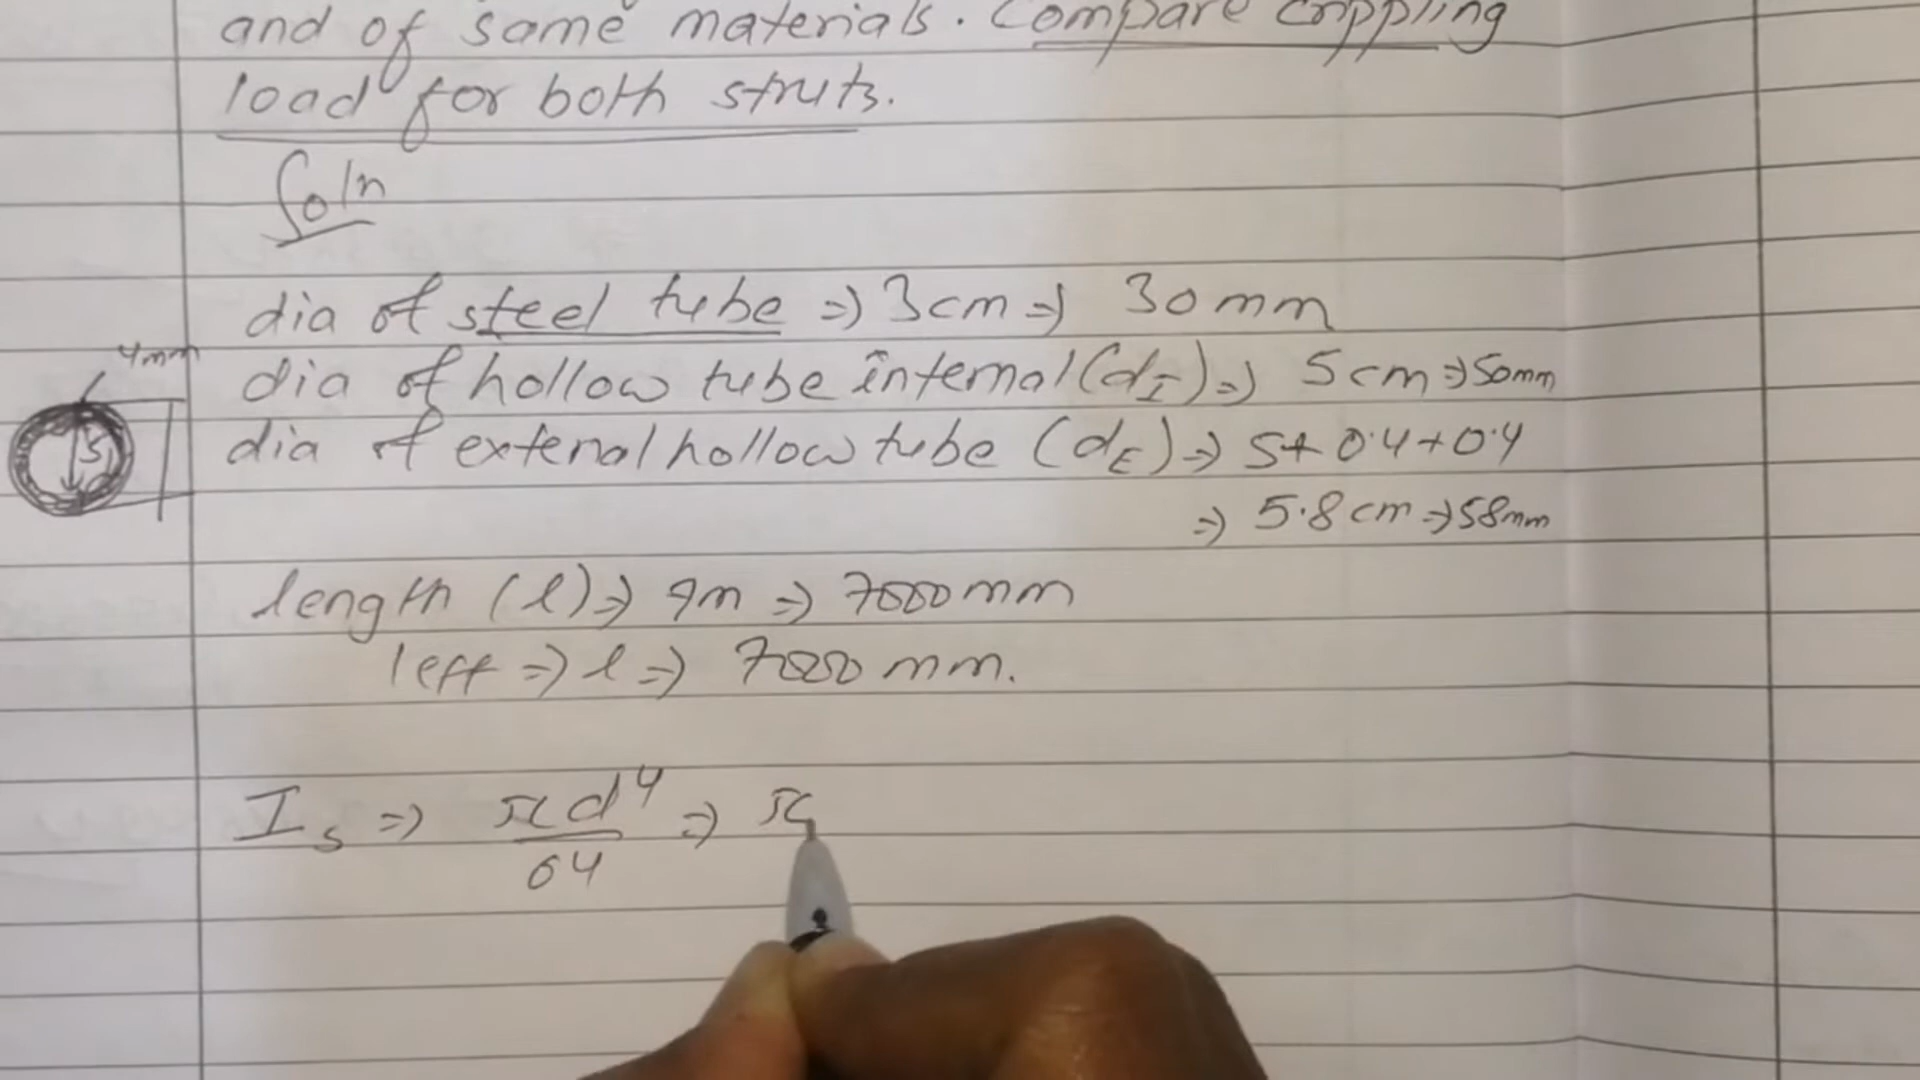 and of same materials. Compare crippling
load for both struts.
Soln
dia of steel tube => 3cm => 30mm
4mm
dia of hollow tube internal (dI) => 5cm => 50mm
5
dia of extenal hollow tube (dE) => 5+0.4+0.4
=> 5.8cm => 58mm
length (l) => 7m => 7000mm
leff => l => 7000mm.
Is => πd⁴/64 => π